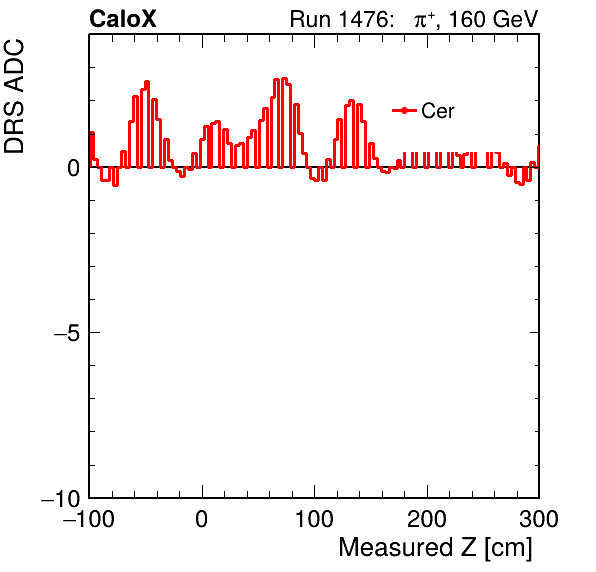 CaloX Run 1476: π⁺, 160 GeV
DRS ADC
Cer
0
−5
−10
−100 0 100 200 300
Measured Z [cm]